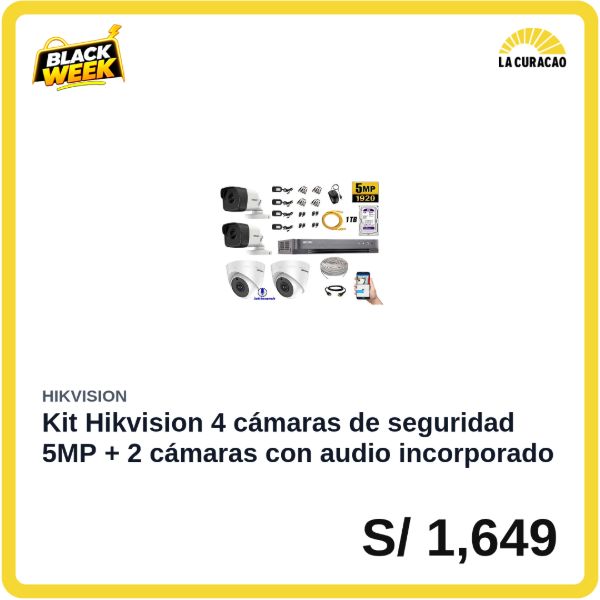 BLACK
WEEK
LA CURACAO
5MP
1920
1TB
HIKVISION
Kit Hikvision 4 cámaras de seguridad
5MP + 2 cámaras con audio incorporado
S/ 1,649